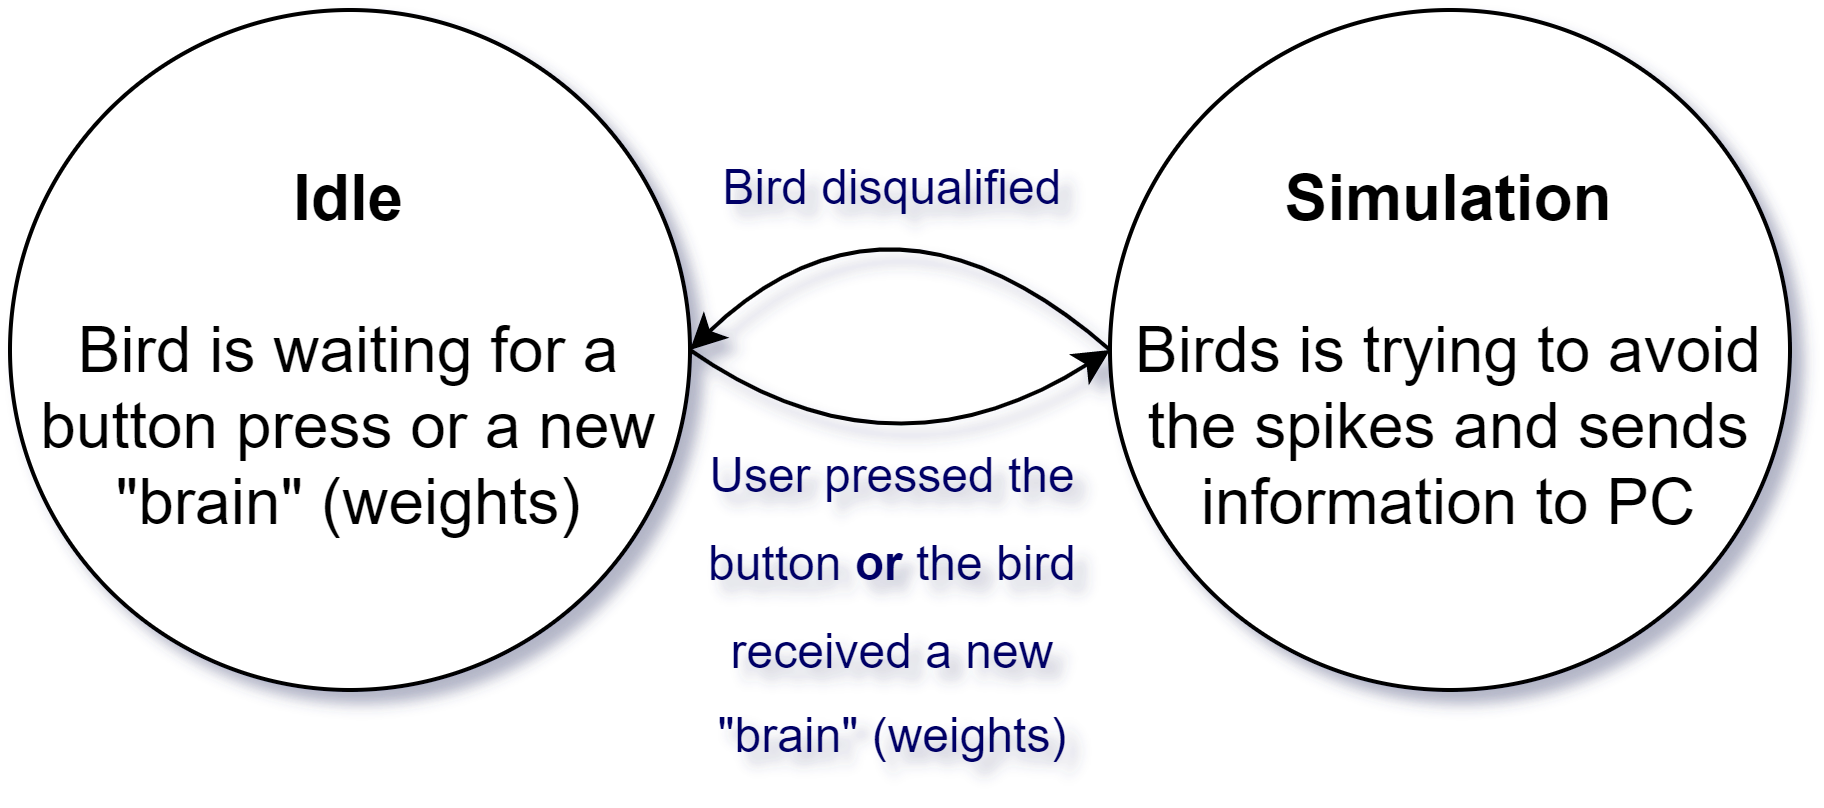 Idle
Bird is waiting for a
button press or a new
"brain" (weights)
Bird disqualified
User pressed the
button or the bird
received a new
"brain" (weights)
Simulation
Birds is trying to avoid
the spikes and sends
information to PC